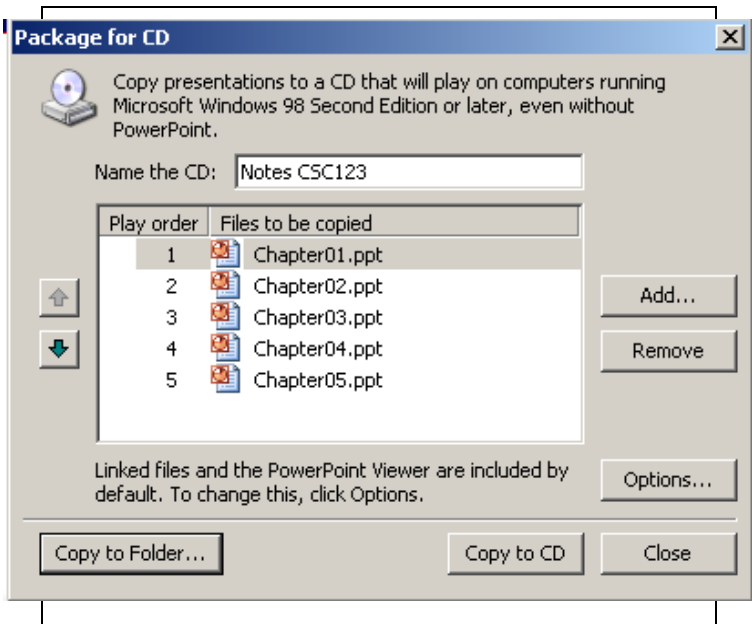 Package for CD
Copy presentations to a CD that will play on computers running
Microsoft Windows 98 Second Edition or later, even without
PowerPoint.
Name the CD: Notes CSC123
Play order Files to be copied
1 Chapter01.ppt
2 Chapter02.ppt
3 Chapter03.ppt
4 Chapter04.ppt
5 Chapter05.ppt
Add...
Remove
Linked files and the PowerPoint Viewer are included by
default. To change this, click Options.
Options...
Copy to Folder... Copy to CD Close